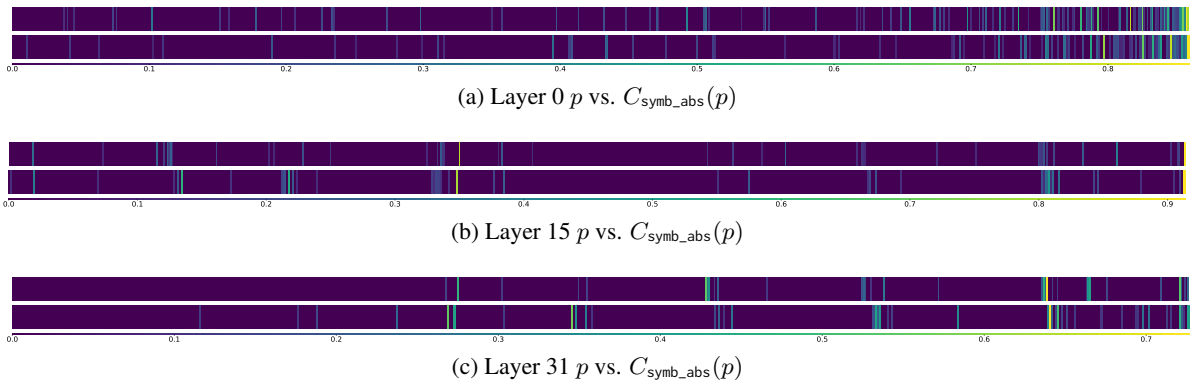 0.0 0.1 0.2 0.3 0.4 0.5 0.6 0.7 0.8
(a) Layer 0 p vs. C_symb_abs(p)
0.0 0.1 0.2 0.3 0.4 0.5 0.6 0.7 0.8 0.9
(b) Layer 15 p vs. C_symb_abs(p)
0.1 0.2 0.3 0.4 0.5 0.6 0.7
(c) Layer 31 p vs. C_symb_abs(p)